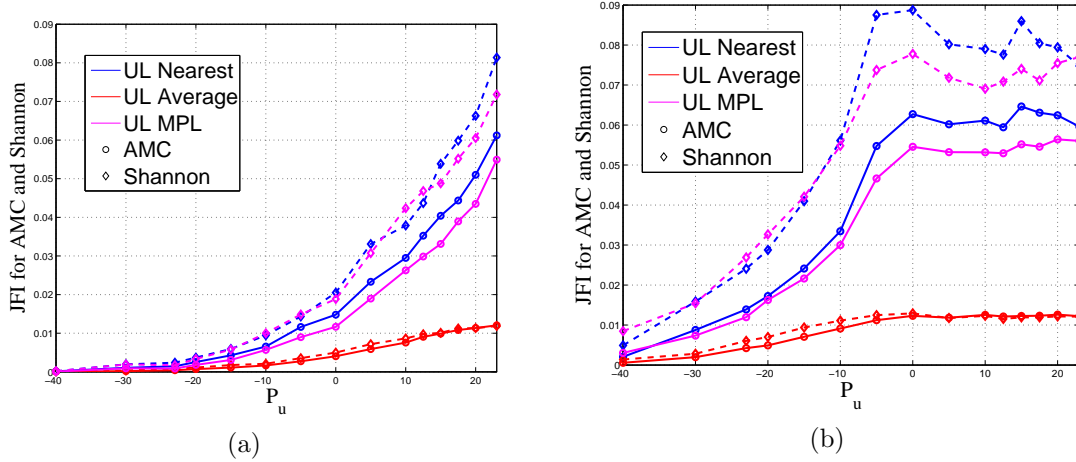 0.09
0.08
0.07
0.06
0.05
0.04
0.03
0.02
0.01
0
−40
−30
−20
−10
0
10
20
P_u
JFI for AMC and Shannon
UL Nearest
UL Average
UL MPL
AMC
Shannon
(a)
0.09
0.08
0.07
0.06
0.05
0.04
0.03
0.02
0.01
0
−40
−30
−20
−10
0
10
20
P_u
JFI for AMC and Shannon
UL Nearest
UL Average
UL MPL
AMC
Shannon
(b)